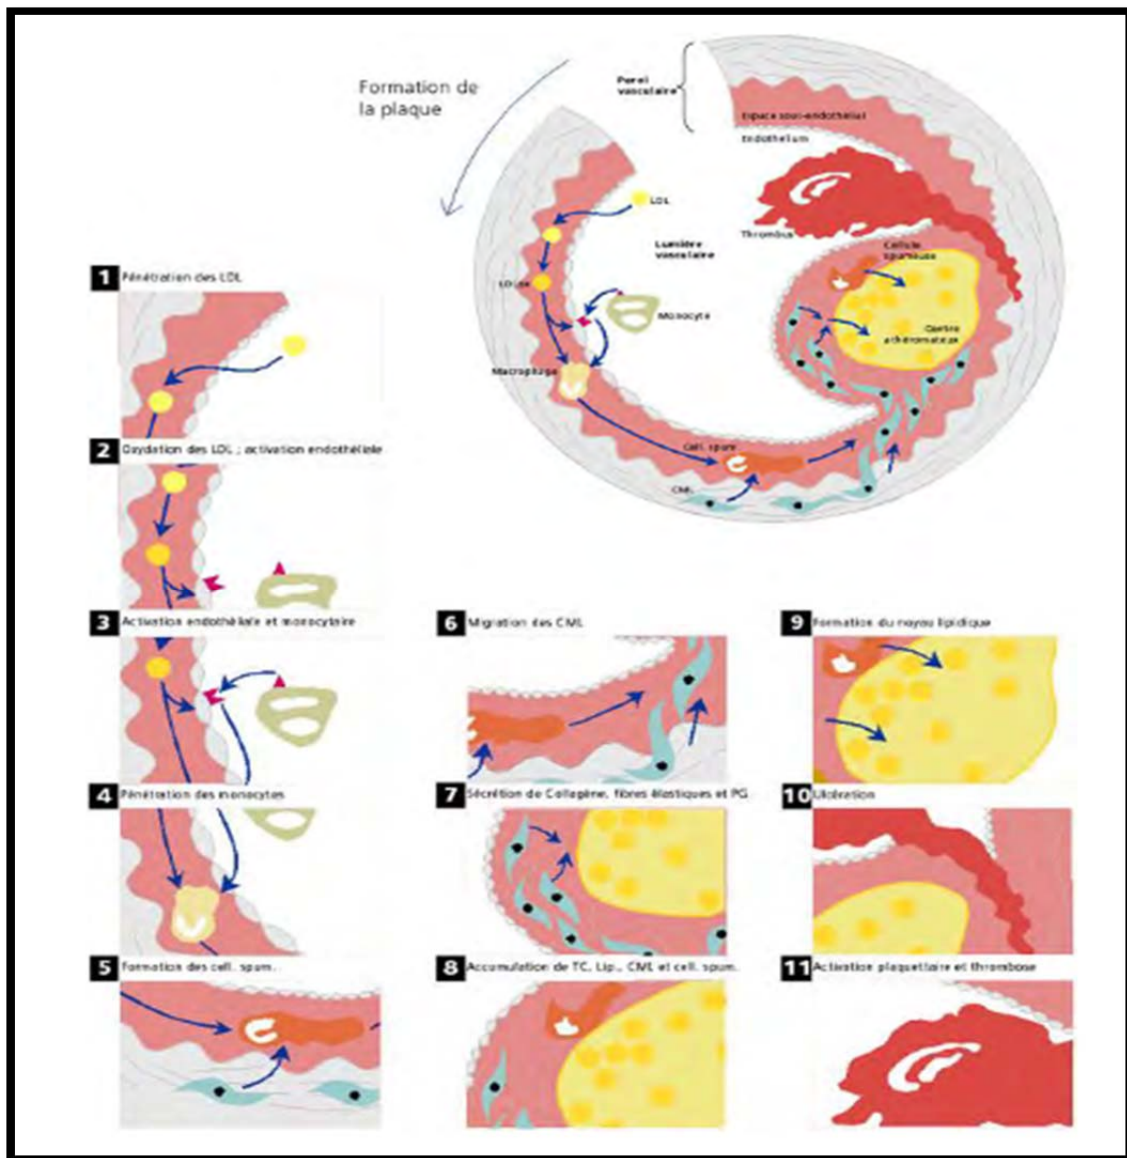 Formation de
la plaque
Paroi
vasculaire
Espace sous-endothélial
Endothélium
LDL
Lumière
vasculaire
Thrombus
Cellule
spumeuse
Monocyte
Centre
athéromateux
Macrophage
Cell. spum
CML
1 Pénétration des LDL
2 Oxydation des LDL ; activation endothéliale
3 Activation endothéliale et monocytaire
4 Pénétration des monocytes
5 Formation des cell. spum.
6 Migration des CML
7 Sécrétion de Collagène, fibres élastiques et PG
8 Accumulation de TC, Lip., CML et cell. spum.
9 Formation du noyau lipidique
10 Ulcération
11 Activation plaquettaire et thrombose